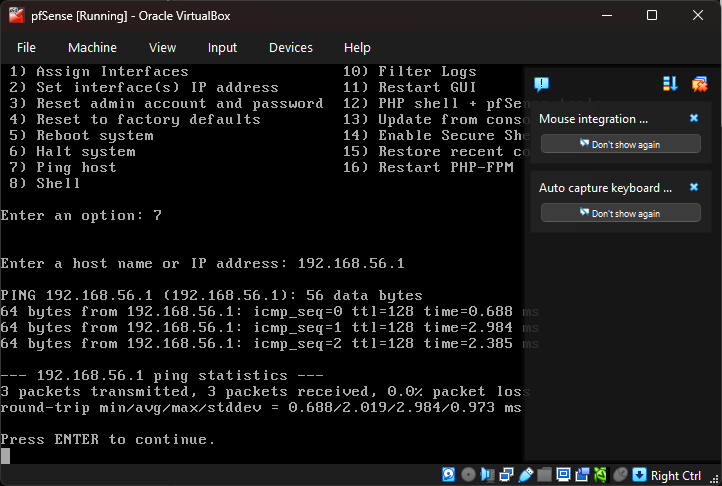 pfSense [Running] - Oracle VirtualBox
File Machine View Input Devices Help
1) Assign Interfaces 10) Filter Logs
2) Set interface(s) IP address 11) Restart GUI
3) Reset admin account and password 12) PHP shell + pfSense tools
4) Reset to factory defaults 13) Update from conso
5) Reboot system 14) Enable Secure She
6) Halt system 15) Restore recent co
7) Ping host 16) Restart PHP-FPM
8) Shell
Mouse integration ...
Don't show again
Auto capture keyboard ...
Don't show again
Enter an option: 7
Enter a host name or IP address: 192.168.56.1
PING 192.168.56.1 (192.168.56.1): 56 data bytes
64 bytes from 192.168.56.1: icmp_seq=0 ttl=128 time=0.688 ms
64 bytes from 192.168.56.1: icmp_seq=1 ttl=128 time=2.984 ms
64 bytes from 192.168.56.1: icmp_seq=2 ttl=128 time=2.385 ms
--- 192.168.56.1 ping statistics ---
3 packets transmitted, 3 packets received, 0.0% packet loss
round-trip min/avg/max/stddev = 0.688/2.019/2.984/0.973 ms
Press ENTER to continue.
Right Ctrl